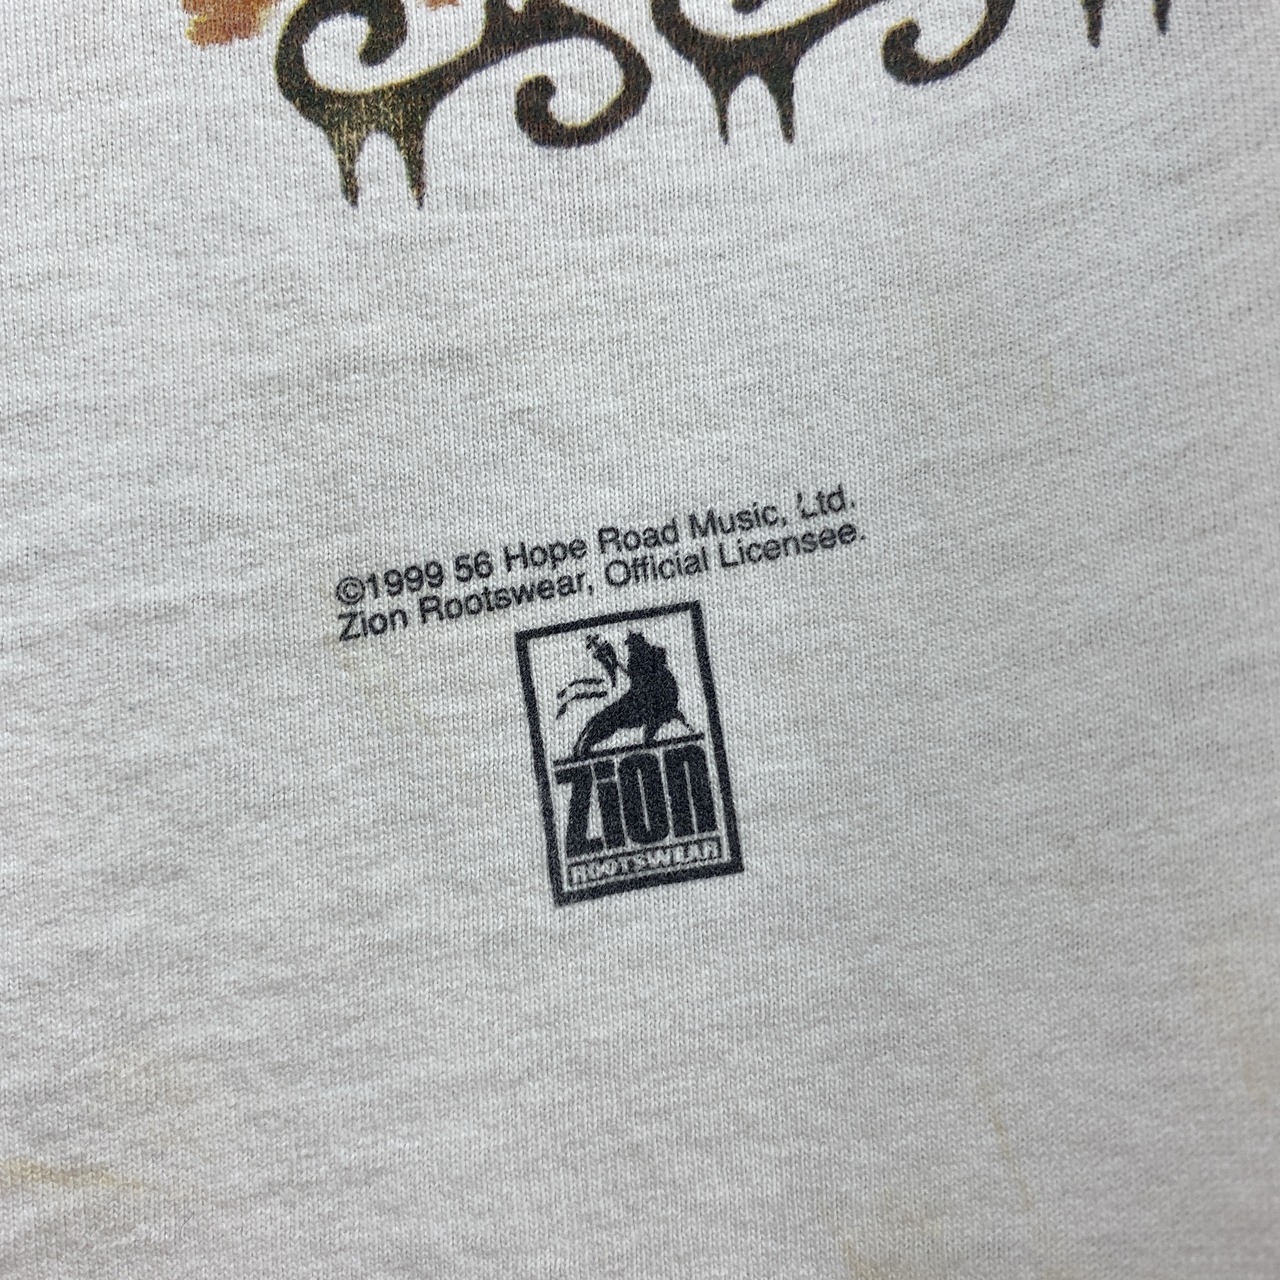 ©1999 56 Hope Road Music, Ltd.
Zion Rootswear, Official Licensee.
Zion
ROOTSWEAR